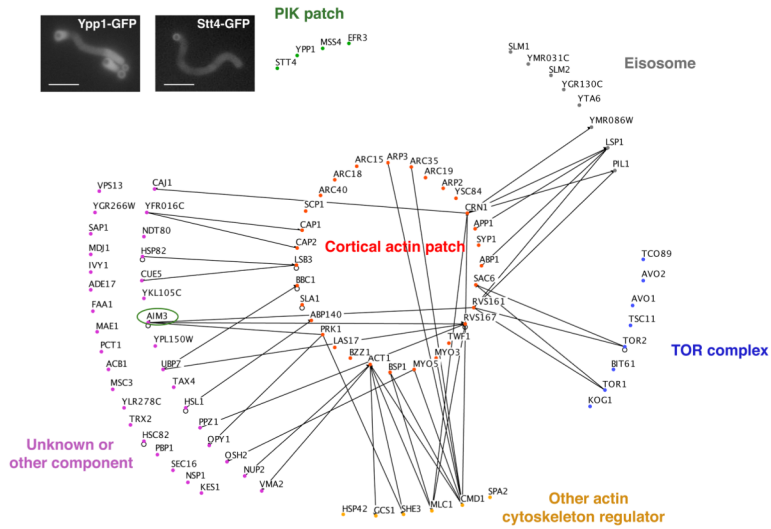 Ypp1-GFP
Stt4-GFP
PIK patch
STT4
YPP1
MSS4
EFR3
SLM1
YMR031C
SLM2
YGR130C
YTA6
Eisosome
YMR086W
LSP1
PIL1
ARC15
ARP3
ARC35
ARC18
ARC19
ARC40
ARP2
YSC84
SCP1
CRN1
CAP1
APP1
CAP2
SYP1
Cortical actin patch
LSB3
ABP1
BBC1
SAC6
SLA1
RVS161
ABP140
RVS167
PRK1
TWF1
LAS17
MYO3
BZZ1
ACT1
BSP1
MYO5
VPS13
CAJ1
YGR266W
YFR016C
SAP1
NDT80
MDJ1
HSP82
IVY1
CUE5
ADE17
YKL105C
FAA1
AIM3
MAE1
YPL150W
PCT1
ACB1
UBP7
MSC3
TAX4
YLR278C
HSL1
TRX2
PPZ1
HSC82
OPY1
PBP1
OSH2
SEC16
NUP2
NSP1
KES1
VMA2
Unknown or
other component
TCO89
AVO2
AVO1
TSC11
TOR2
BIT61
TOR1
KOG1
TOR complex
HSP42
GCS1
SHE3
MLC1
CMD1
SPA2
Other actin
cytoskeleton regulator